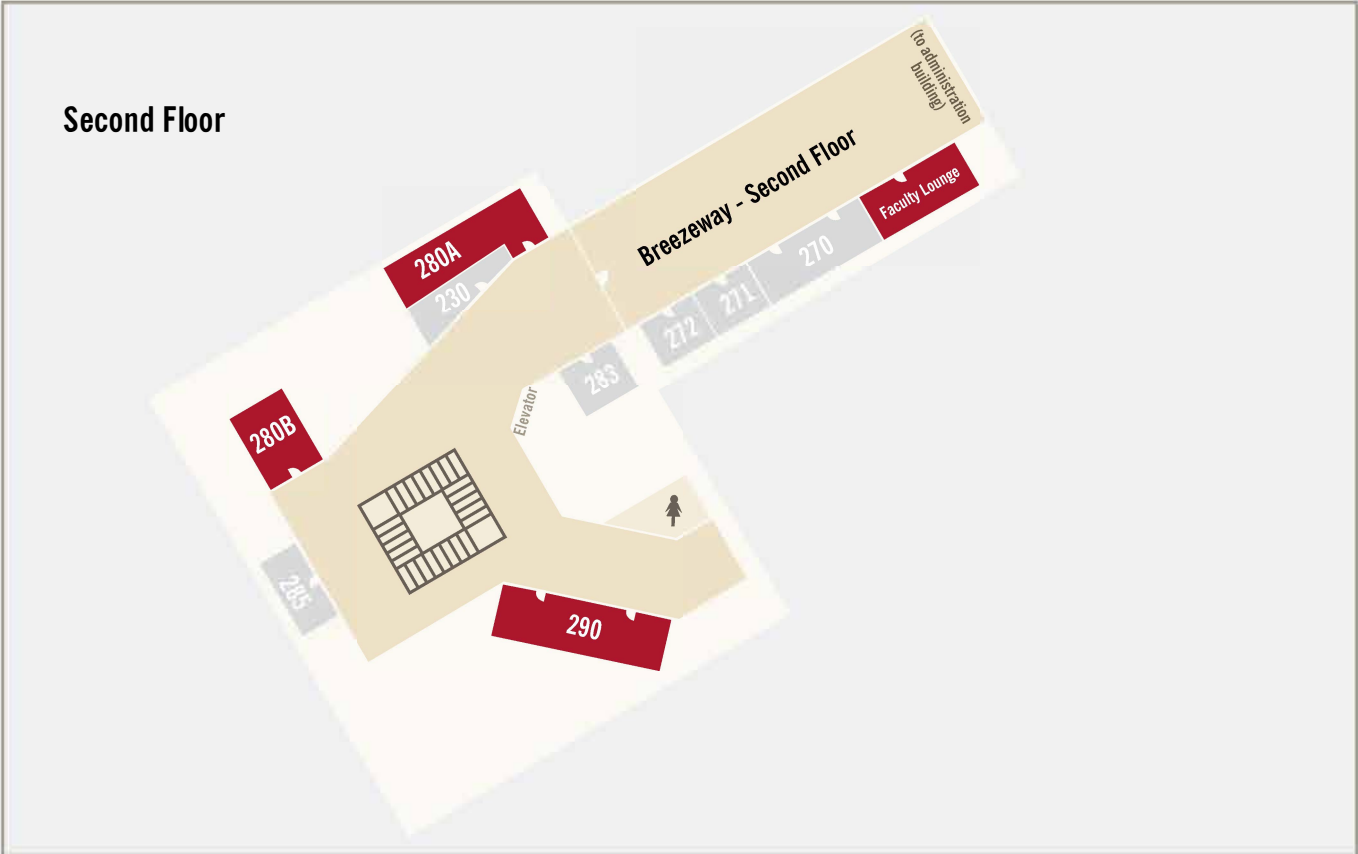 Second Floor
(to administration
building)
Breezeway - Second Floor
Faculty Lounge
280A
230
270
271
272
283
Elevator
280B
285
290